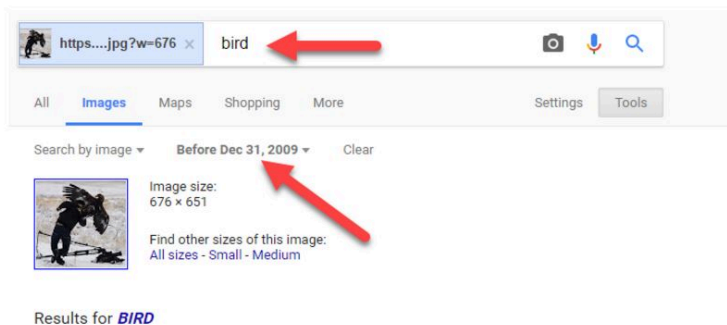 https....jpg?w=676 × bird
All Images Maps Shopping More Settings Tools
Search by image Before Dec 31, 2009 Clear
Image size:
676 × 651
Find other sizes of this image:
All sizes - Small - Medium
Results for BIRD